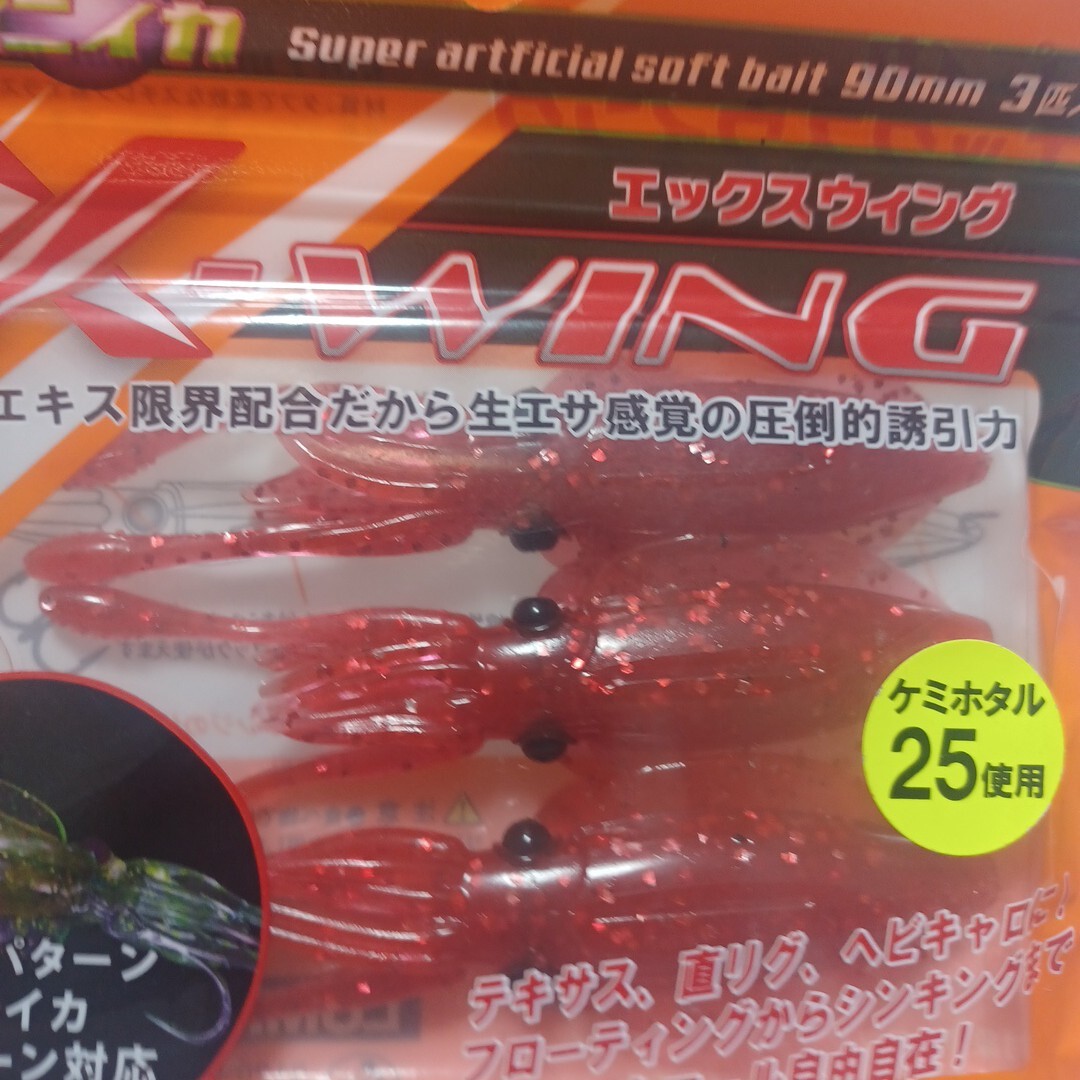 ニイカ
Super artficial soft bait 90mm 3匹
エックスウィング
X-WING
エキス限界配合だから生エサ感覚の圧倒的誘引力
ケミホタル
25使用
パターン
イカ
ーン対応
テキサス、直リグ、ヘビキャロに!
フローティングからシンキングまで
自由自在!